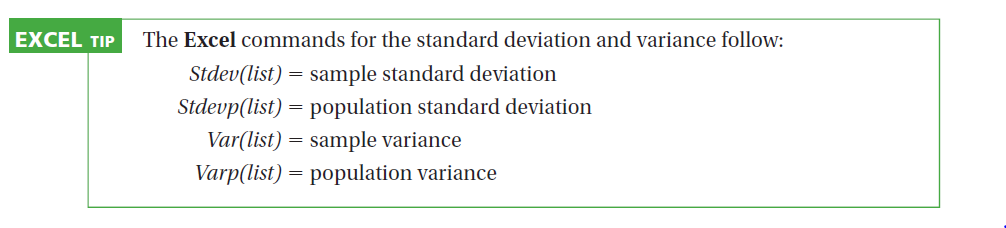 EXCEL TIP
The Excel commands for the standard deviation and variance follow:
Stdev(list) = sample standard deviation
Stdevp(list) = population standard deviation
Var(list) = sample variance
Varp(list) = population variance